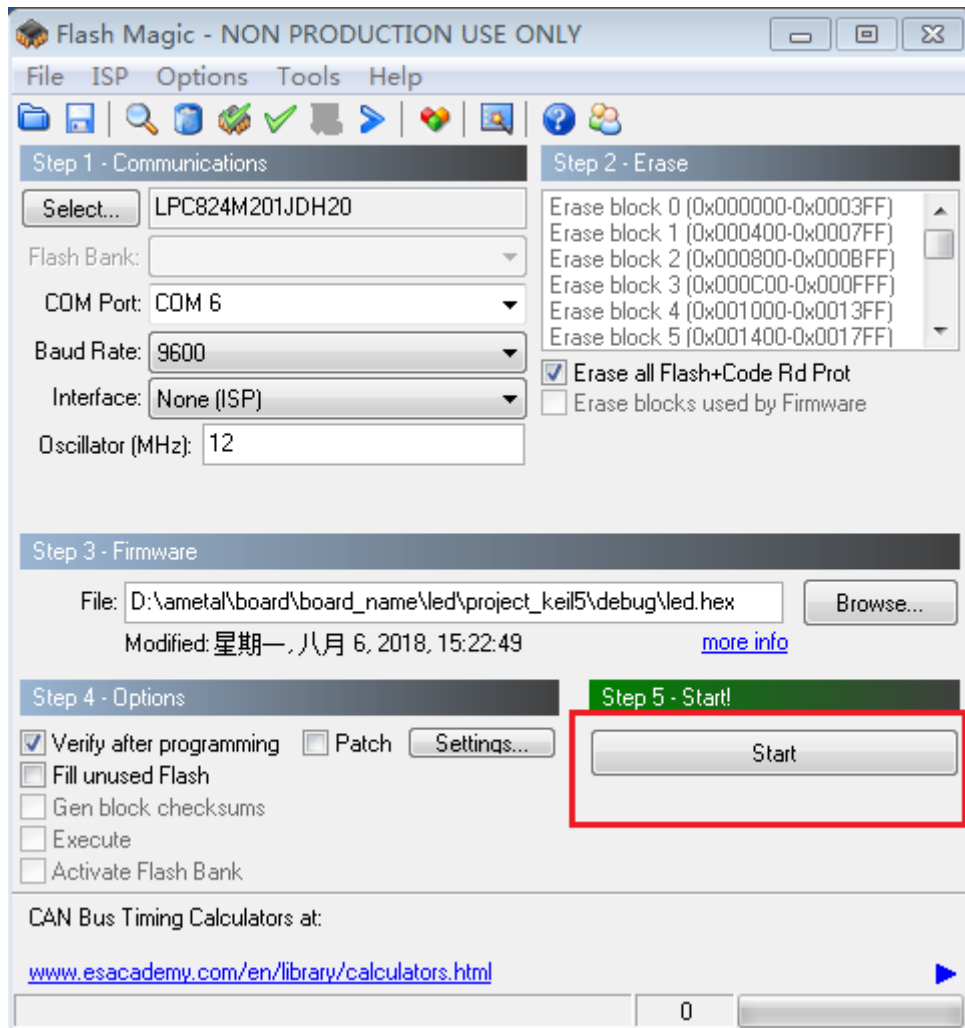 Flash Magic - NON PRODUCTION USE ONLY
File ISP Options Tools Help
Step 1 - Communications
Select... LPC824M201JDH20
Flash Bank:
COM Port: COM 6
Baud Rate: 9600
Interface: None (ISP)
Oscillator (MHz): 12
Step 2 - Erase
Erase block 0 (0x000000-0x0003FF)
Erase block 1 (0x000400-0x0007FF)
Erase block 2 (0x000800-0x000BFF)
Erase block 3 (0x000C00-0x000FFF)
Erase block 4 (0x001000-0x0013FF)
Erase block 5 (0x001400-0x0017FF)
Erase all Flash+Code Rd Prot
Erase blocks used by Firmware
Step 3 - Firmware
File: D:\ametal\board\board_name\led\project_keil5\debug\led.hex Browse...
Modified: 星期一, 八月 6, 2018, 15:22:49 more info
Step 4 - Options
Verify after programming Patch Settings...
Fill unused Flash
Gen block checksums
Execute
Activate Flash Bank
Step 5 - Start!
Start
CAN Bus Timing Calculators at:
www.esacademy.com/en/library/calculators.html
0